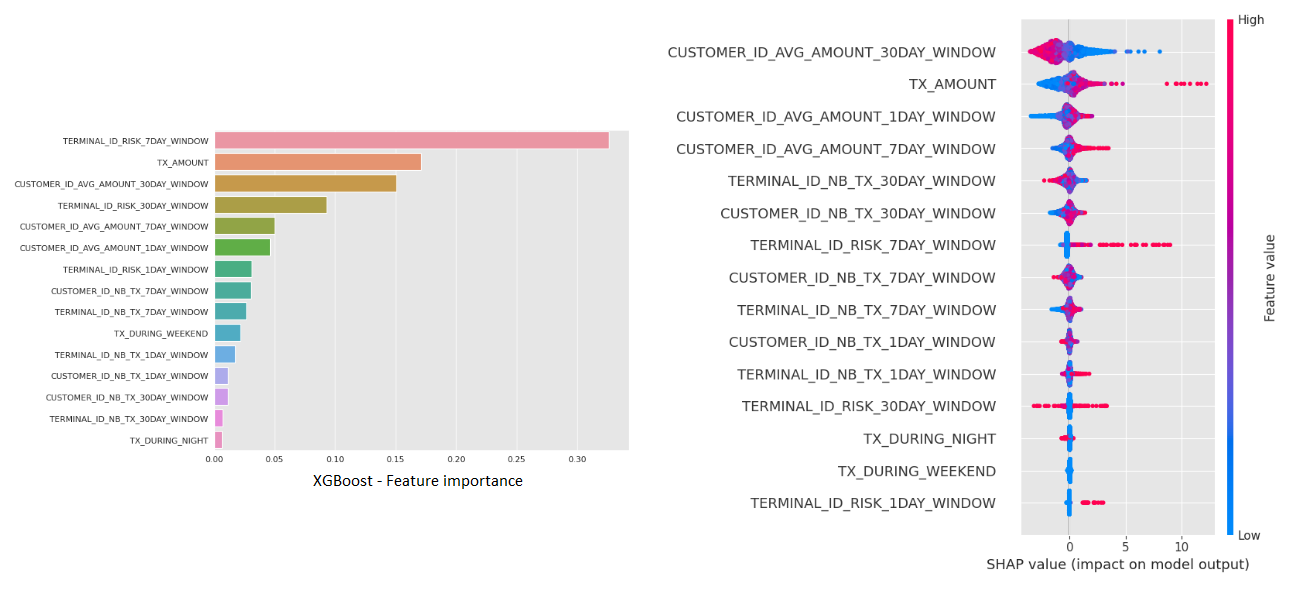 TERMINAL_ID_RISK_7DAY_WINDOW
TX_AMOUNT
CUSTOMER_ID_AVG_AMOUNT_30DAY_WINDOW
TERMINAL_ID_RISK_30DAY_WINDOW
CUSTOMER_ID_AVG_AMOUNT_7DAY_WINDOW
CUSTOMER_ID_AVG_AMOUNT_1DAY_WINDOW
TERMINAL_ID_RISK_1DAY_WINDOW
CUSTOMER_ID_NB_TX_7DAY_WINDOW
TERMINAL_ID_NB_TX_7DAY_WINDOW
TX_DURING_WEEKEND
TERMINAL_ID_NB_TX_1DAY_WINDOW
CUSTOMER_ID_NB_TX_1DAY_WINDOW
CUSTOMER_ID_NB_TX_30DAY_WINDOW
TERMINAL_ID_NB_TX_30DAY_WINDOW
TX_DURING_NIGHT
0.00 0.05 0.10 0.15 0.20 0.25 0.30
XGBoost - Feature importance
CUSTOMER_ID_AVG_AMOUNT_30DAY_WINDOW
TX_AMOUNT
CUSTOMER_ID_AVG_AMOUNT_1DAY_WINDOW
CUSTOMER_ID_AVG_AMOUNT_7DAY_WINDOW
TERMINAL_ID_NB_TX_30DAY_WINDOW
CUSTOMER_ID_NB_TX_30DAY_WINDOW
TERMINAL_ID_RISK_7DAY_WINDOW
CUSTOMER_ID_NB_TX_7DAY_WINDOW
TERMINAL_ID_NB_TX_7DAY_WINDOW
CUSTOMER_ID_NB_TX_1DAY_WINDOW
TERMINAL_ID_NB_TX_1DAY_WINDOW
TERMINAL_ID_RISK_30DAY_WINDOW
TX_DURING_NIGHT
TX_DURING_WEEKEND
TERMINAL_ID_RISK_1DAY_WINDOW
0 5 10
SHAP value (impact on model output)
High
Feature value
Low